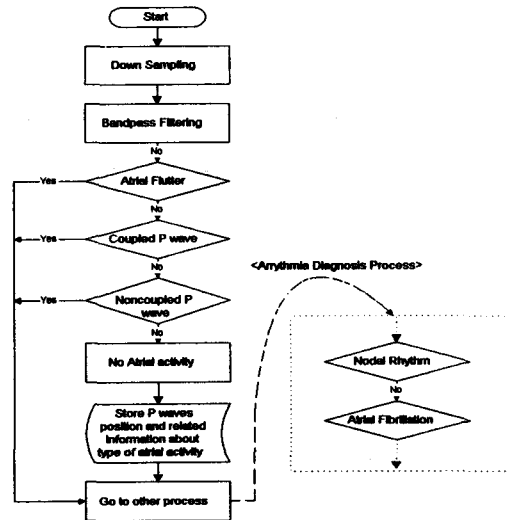 Start
Down Sampling
Bandpass Filtering
No
Yes
Atrial Flutter
No
Yes
Coupled P wave
No
Yes
Noncoupled P
wave
No
No Atrial activity
Store P waves
position and related
information about
type of atrial activity
Go to other process
<Arrythmia Diagnosis Process>
Nodal Rhythm
No
Atrial Fibrillation